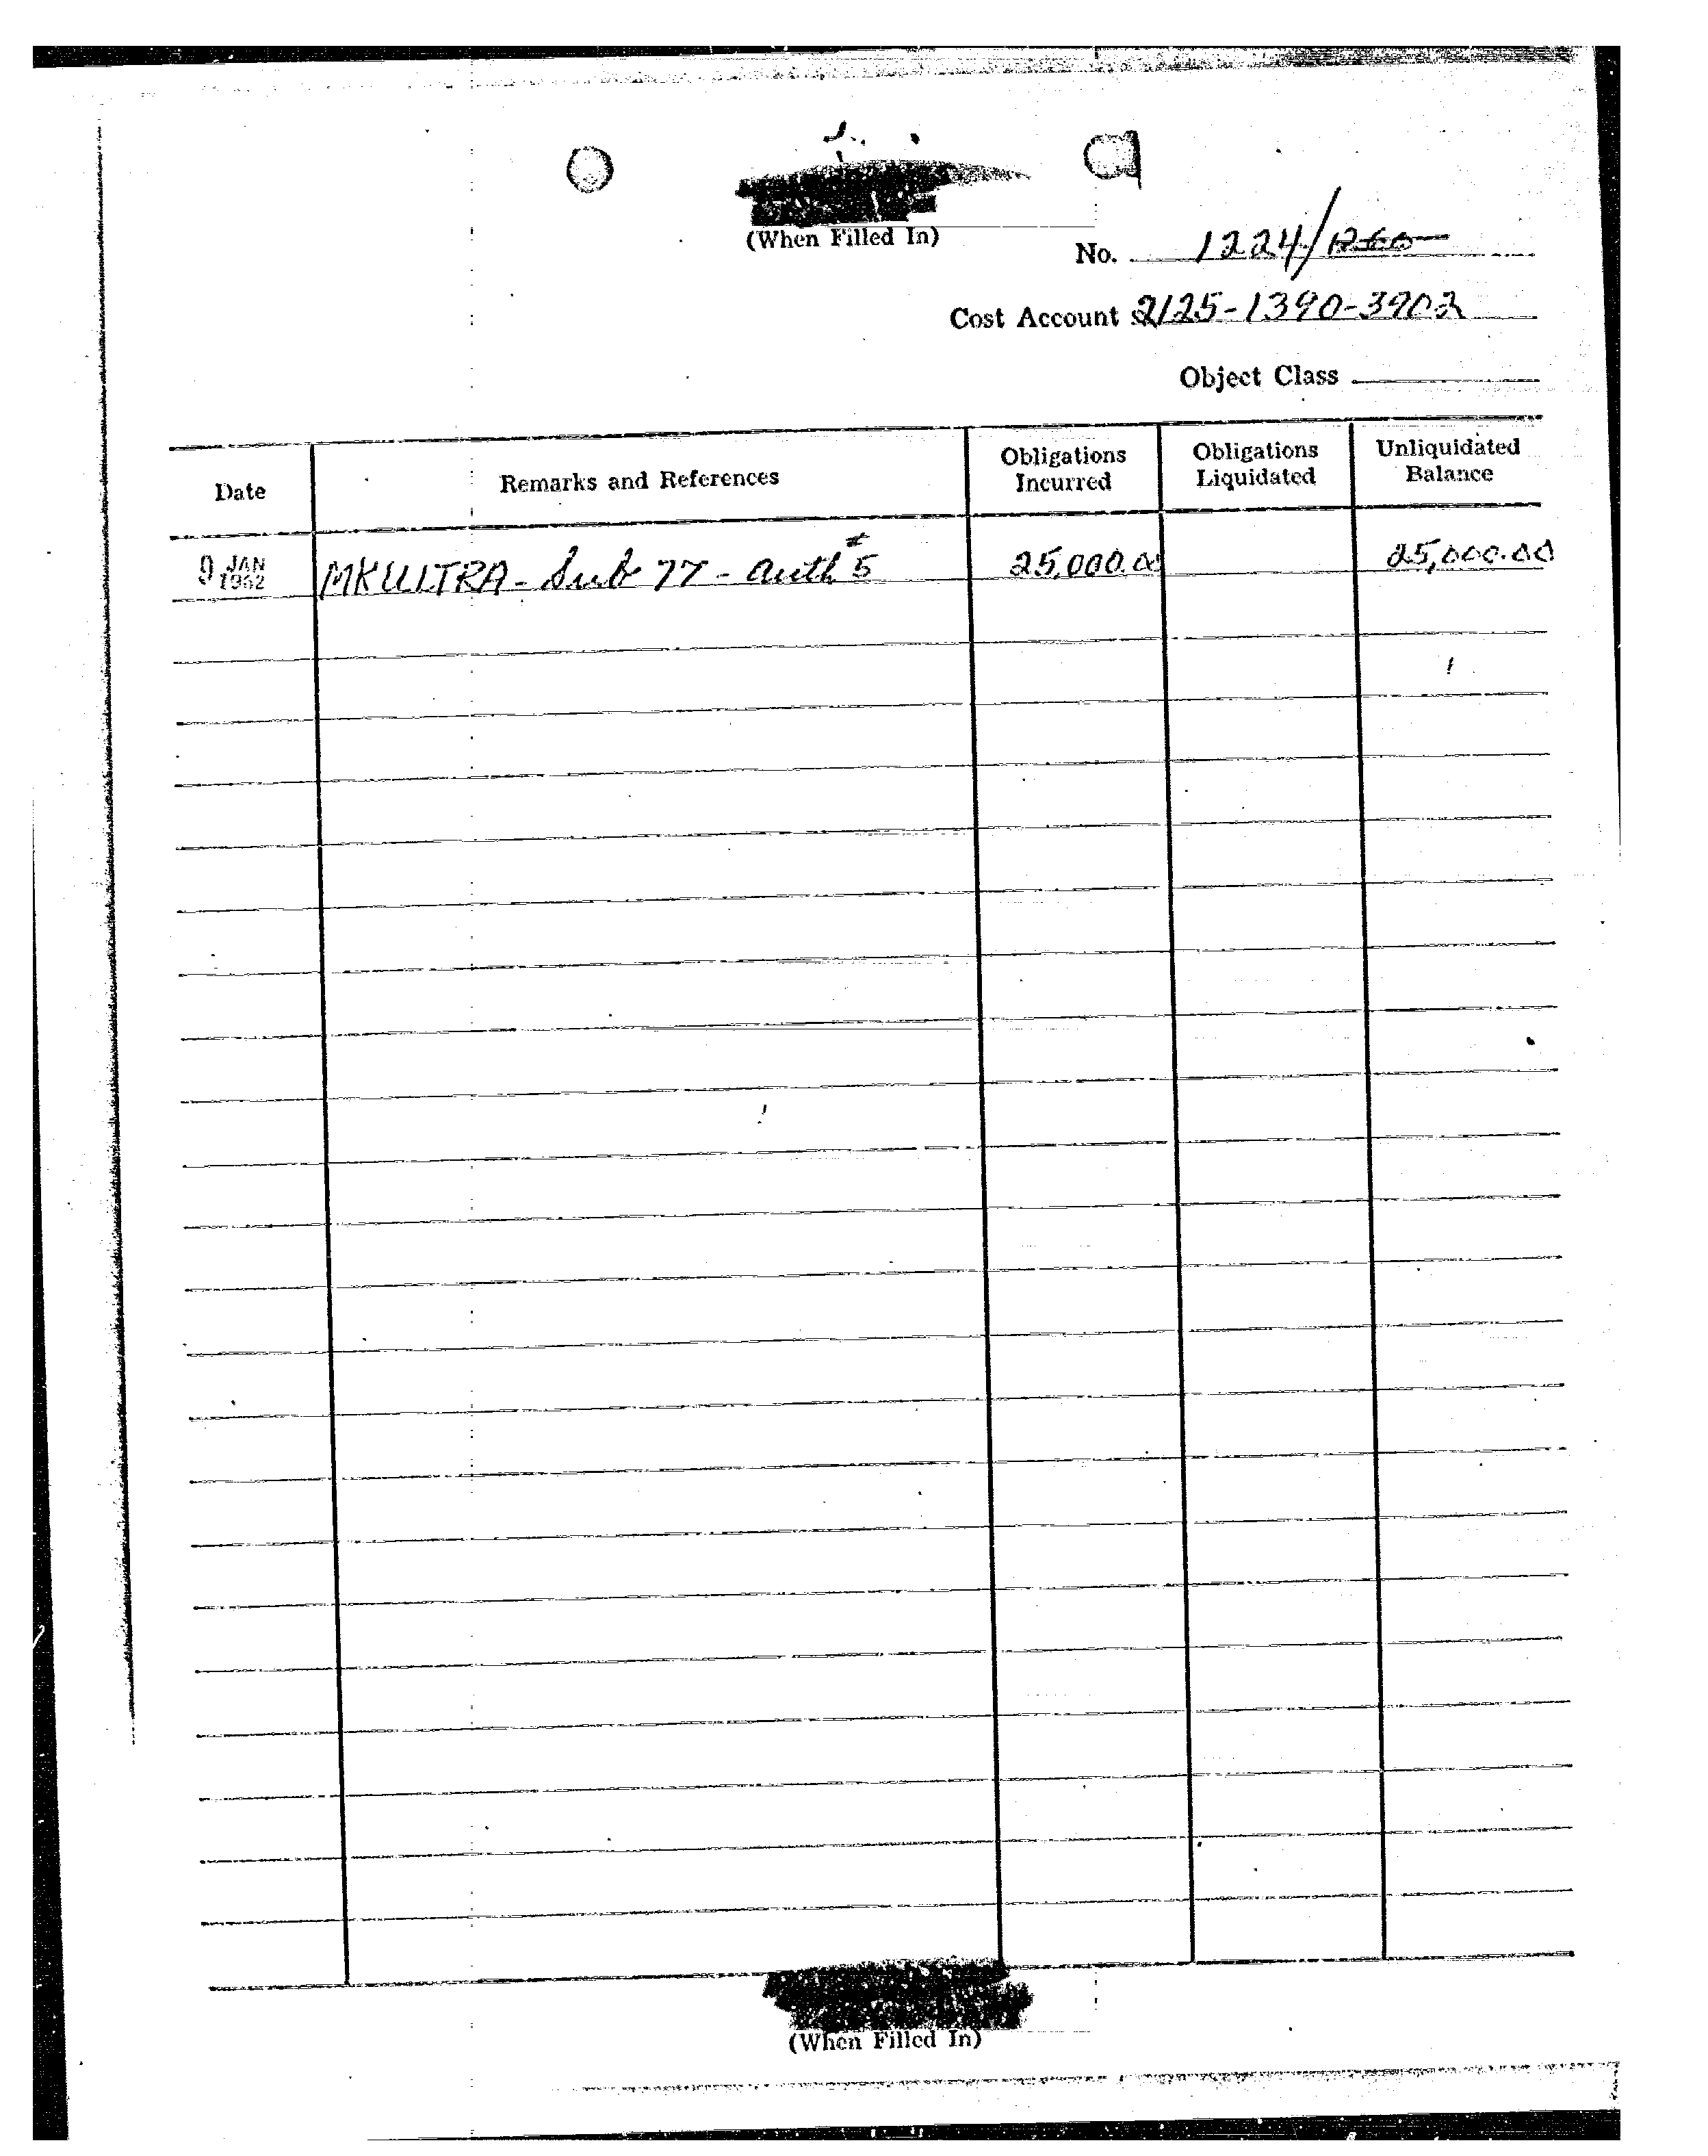 (When Filled In)
No. 1224/
Cost Account 2125-1390-3902
Object Class
Date
Remarks and References
Obligations Incurred
Obligations Liquidated
Unliquidated Balance
9 JAN 1962 MKULTRA - Sub 77 - auth # 5 25,000.00 25,000.00
(When Filled In)